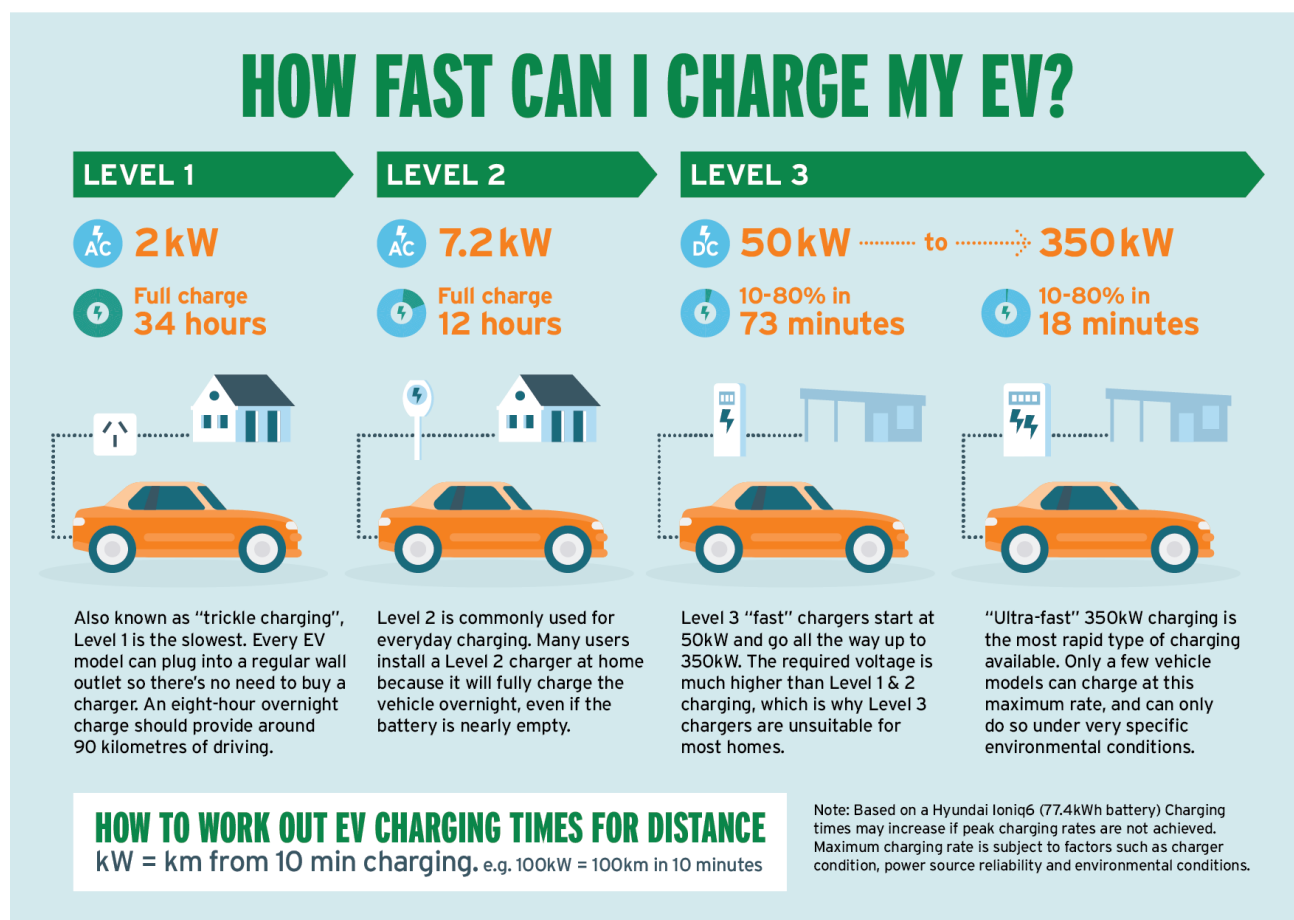 HOW FAST CAN I CHARGE MY EV?
LEVEL 1
AC
2 kW
Full charge
34 hours
Also known as “trickle charging”,
Level 1 is the slowest. Every EV
model can plug into a regular wall
outlet so there’s no need to buy a
charger. An eight-hour overnight
charge should provide around
90 kilometres of driving.
LEVEL 2
AC
7.2 kW
Full charge
12 hours
Level 2 is commonly used for
everyday charging. Many users
install a Level 2 charger at home
because it will fully charge the
vehicle overnight, even if the
battery is nearly empty.
LEVEL 3
DC
50 kW to 350 kW
10-80% in
73 minutes
Level 3 “fast” chargers start at
50kW and go all the way up to
350kW. The required voltage is
much higher than Level 1 & 2
charging, which is why Level 3
chargers are unsuitable for
most homes.
10-80% in
18 minutes
“Ultra-fast” 350kW charging is
the most rapid type of charging
available. Only a few vehicle
models can charge at this
maximum rate, and can only
do so under very specific
environmental conditions.
HOW TO WORK OUT EV CHARGING TIMES FOR DISTANCE
kW = km from 10 min charging. e.g. 100kW = 100km in 10 minutes
Note: Based on a Hyundai Ioniq6 (77.4kWh battery) Charging
times may increase if peak charging rates are not achieved.
Maximum charging rate is subject to factors such as charger
condition, power source reliability and environmental conditions.